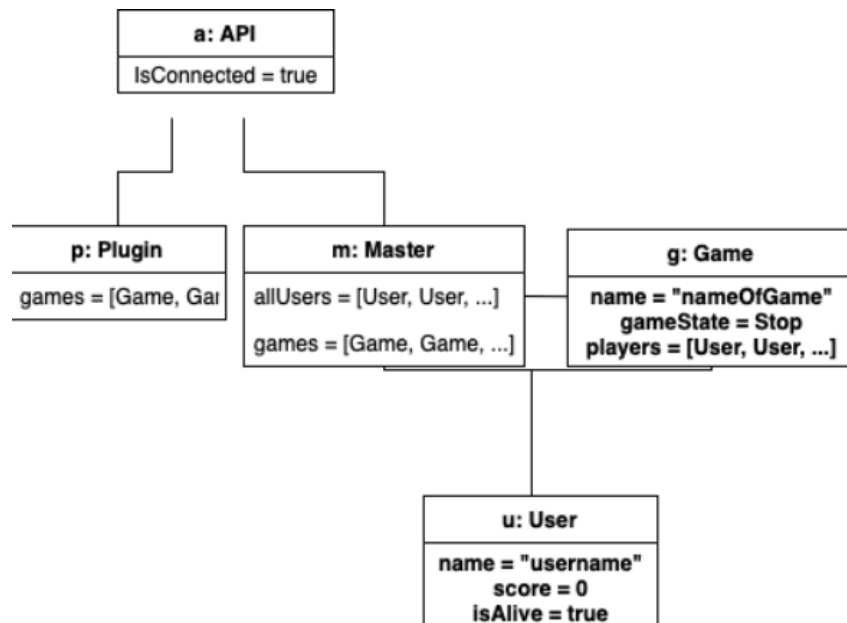 a: API
IsConnected = true
p: Plugin
games = [Game, Gar
m: Master
allUsers = [User, User, ...]
games = [Game, Game, ...]
g: Game
name = "nameOfGame"
gameState = Stop
players = [User, User, ...]
u: User
name = "username"
score = 0
isAlive = true